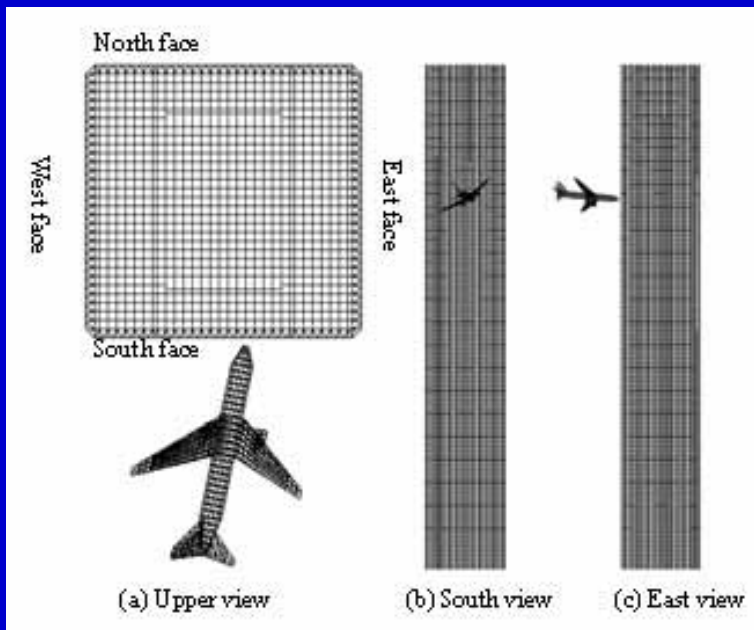 North face
West face
East face
South face
(a) Upper view
(b) South view
(c) East view